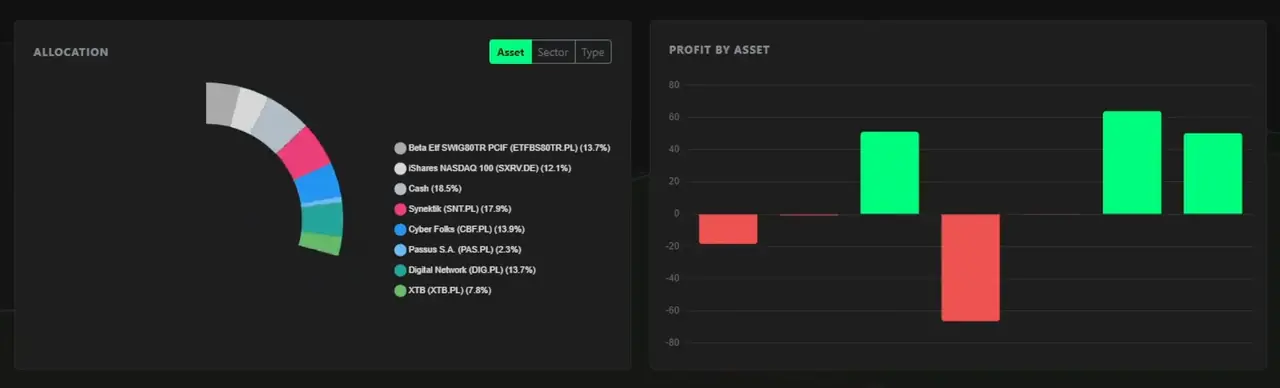 ALLOCATION
Asset Sector Type
Beta Etf SWIG80TR PCIF (ETFBS80TR.PL) (13.7%)
iShares NASDAQ 100 (SXRV.DE) (12.1%)
Cash (18.5%)
Synektik (SNT.PL) (17.9%)
Cyber Folks (CBF.PL) (13.9%)
Passus S.A. (PAS.PL) (2.3%)
Digital Network (DIG.PL) (13.7%)
XTB (XTB.PL) (7.8%)
PROFIT BY ASSET
80
60
40
20
0
-20
-40
-60
-80